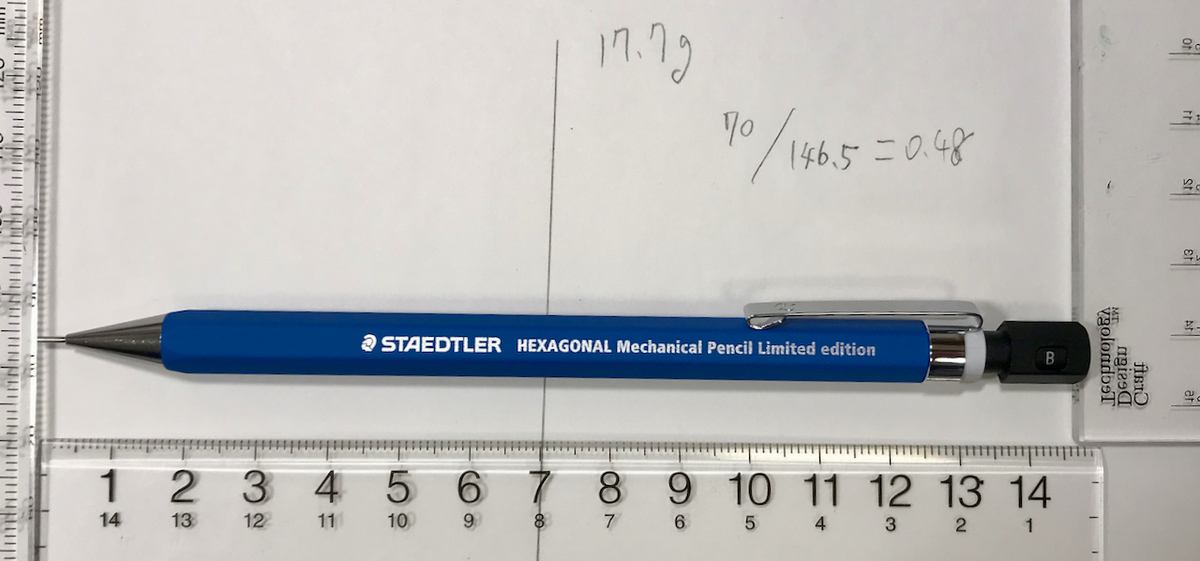 17.7g
70/146.5=0.48
STAEDTLER HEXAGONAL Mechanical Pencil Limited edition
B
Technology
Design
Craft
1 2 3 4 5 6 7 8 9 10 11 12 13 14
14 13 12 11 10 9 8 7 6 5 4 3 2 1